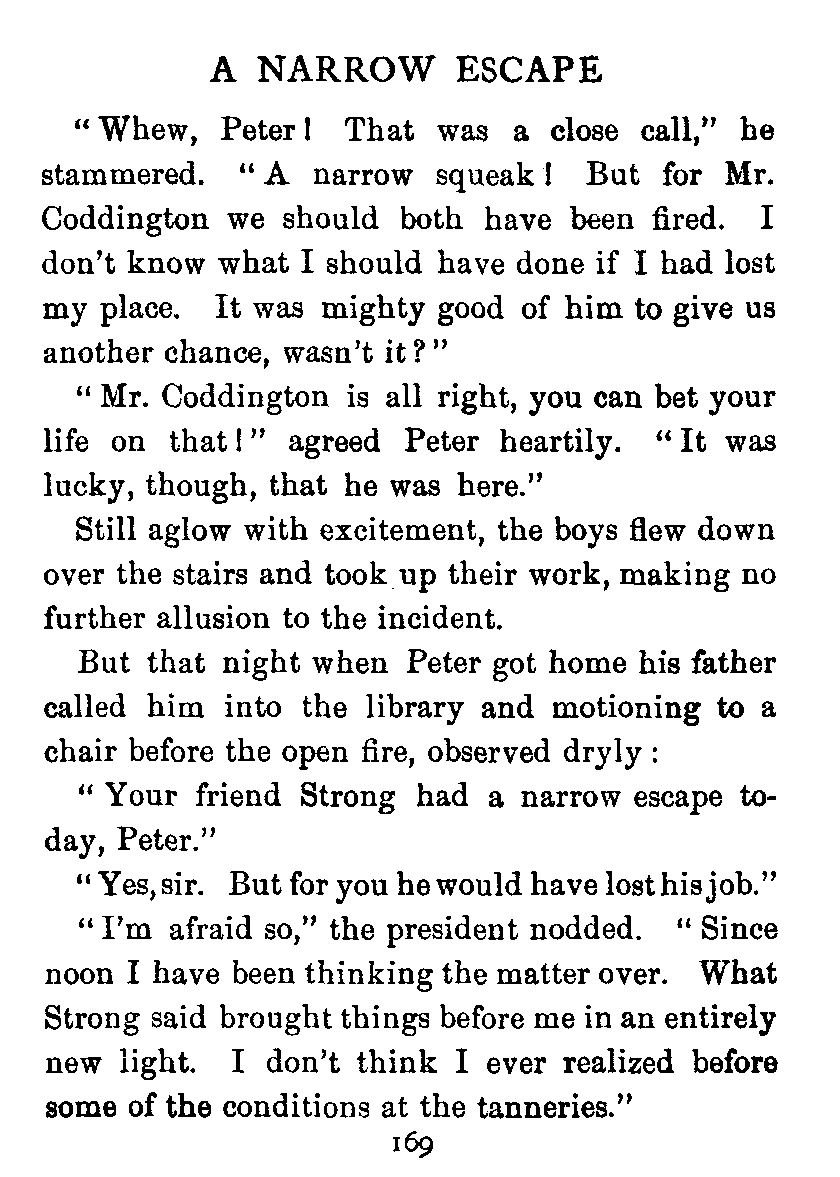 A NARROW ESCAPE
“ Whew, Peter! That was a close call,” he
stammered. “ A narrow squeak! But for Mr.
Coddington we should both have been fired. I
don’t know what I should have done if I had lost
my place. It was mighty good of him to give us
another chance, wasn’t it?”
“ Mr. Coddington is all right, you can bet your
life on that!” agreed Peter heartily. “ It was
lucky, though, that he was here.”
Still aglow with excitement, the boys flew down
over the stairs and took up their work, making no
further allusion to the incident.
But that night when Peter got home his father
called him into the library and motioning to a
chair before the open fire, observed dryly :
“ Your friend Strong had a narrow escape to-
day, Peter.”
“ Yes, sir. But for you he would have lost his job.”
“ I’m afraid so,” the president nodded. “ Since
noon I have been thinking the matter over. What
Strong said brought things before me in an entirely
new light. I don’t think I ever realized before
some of the conditions at the tanneries.”
169